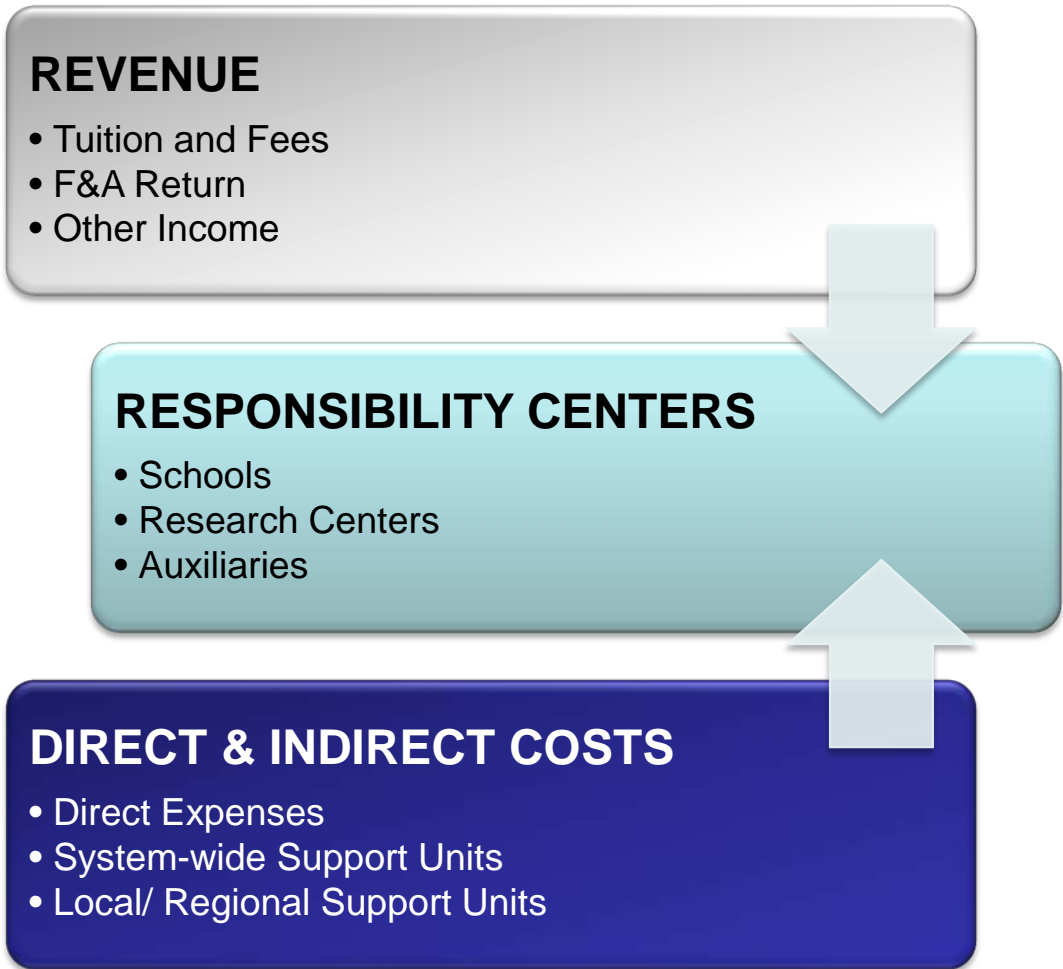 REVENUE
• Tuition and Fees
• F&A Return
• Other Income
RESPONSIBILITY CENTERS
• Schools
• Research Centers
• Auxiliaries
DIRECT & INDIRECT COSTS
• Direct Expenses
• System-wide Support Units
• Local/ Regional Support Units